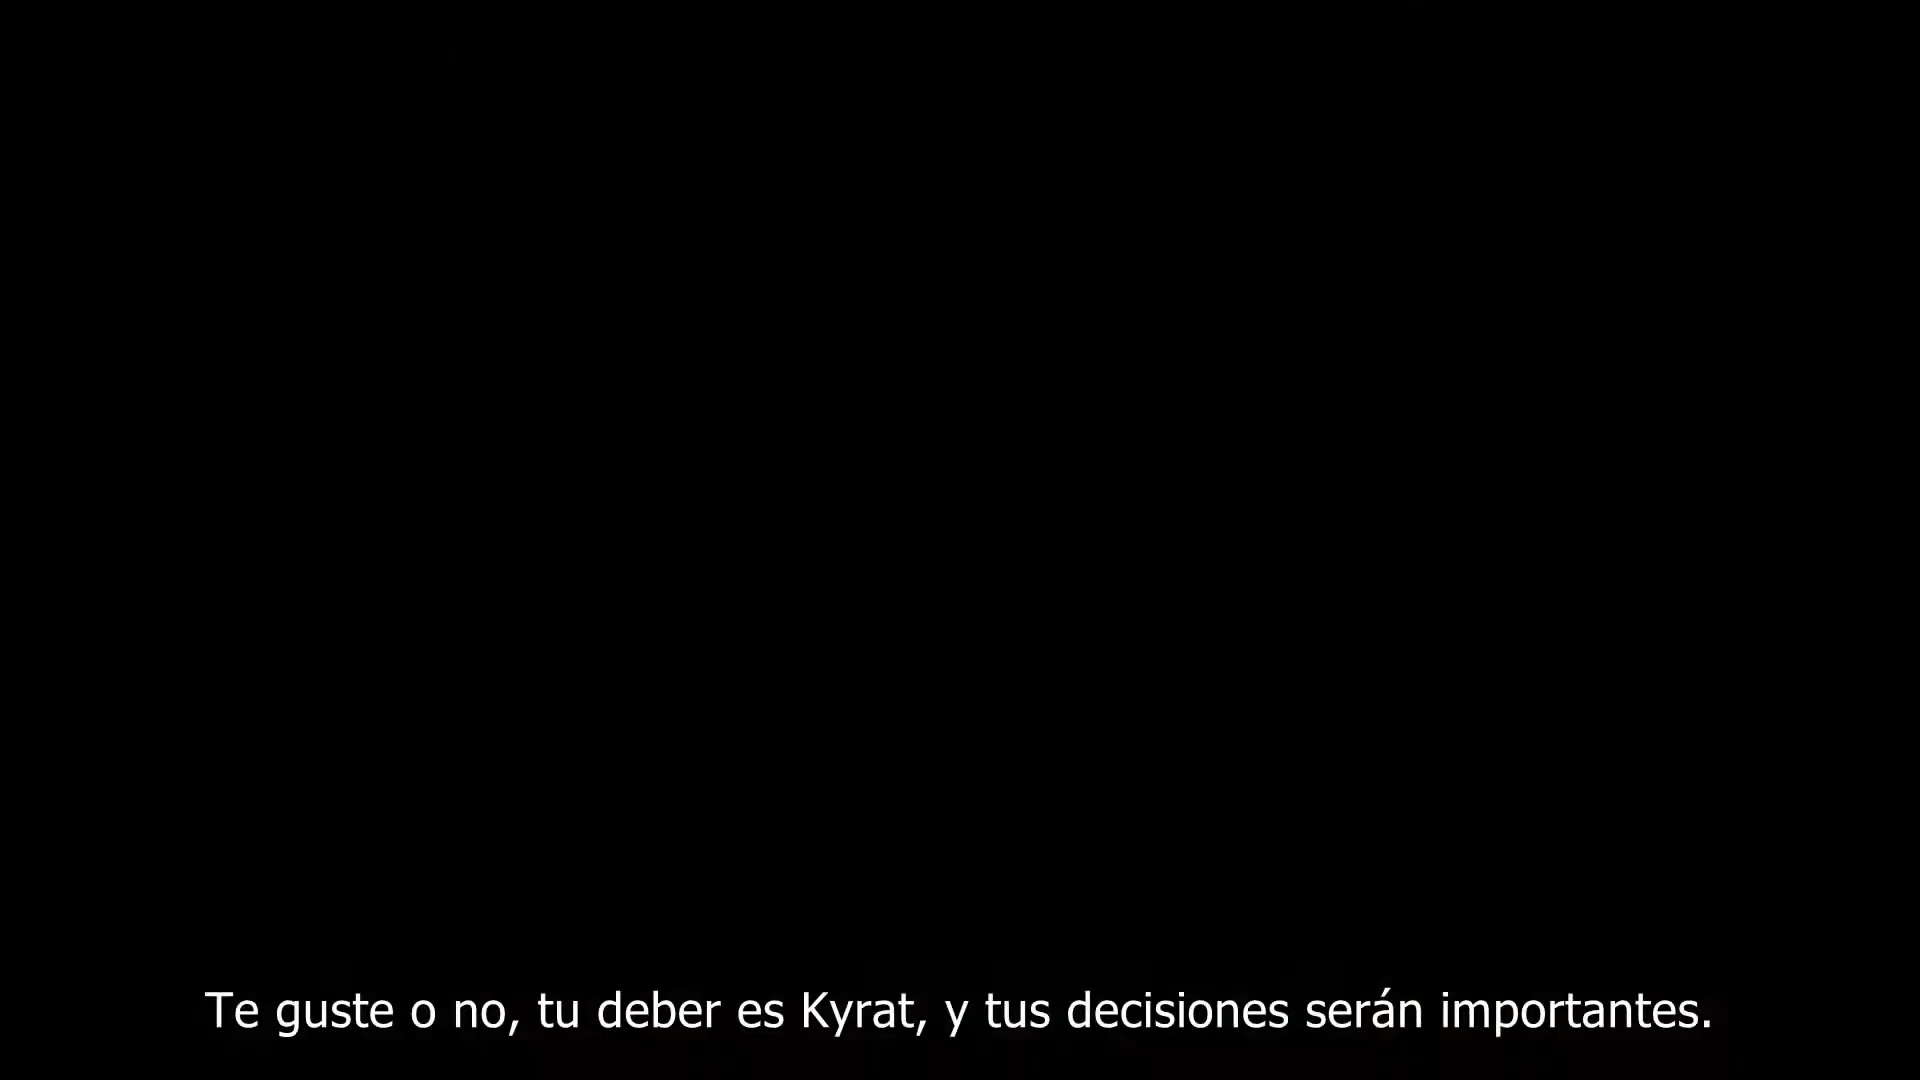 Te guste o no, tu deber es Kyrat, y tus decisiones serán importantes.